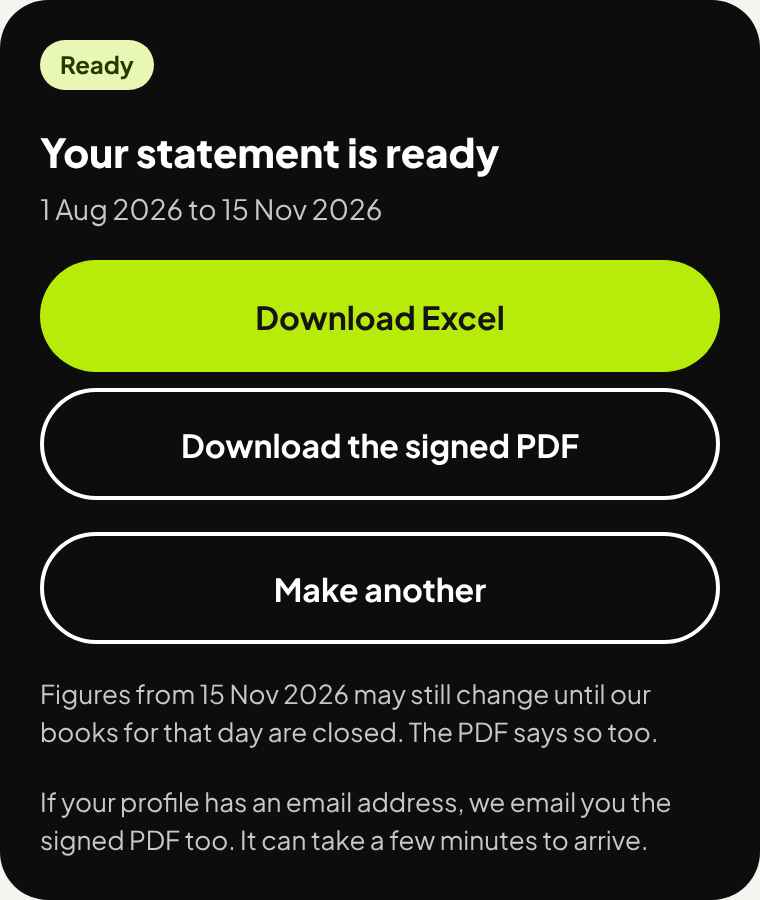 Ready
Your statement is ready
1 Aug 2026 to 15 Nov 2026
Download Excel
Download the signed PDF
Make another
Figures from 15 Nov 2026 may still change until our
books for that day are closed. The PDF says so too.
If your profile has an email address, we email you the
signed PDF too. It can take a few minutes to arrive.